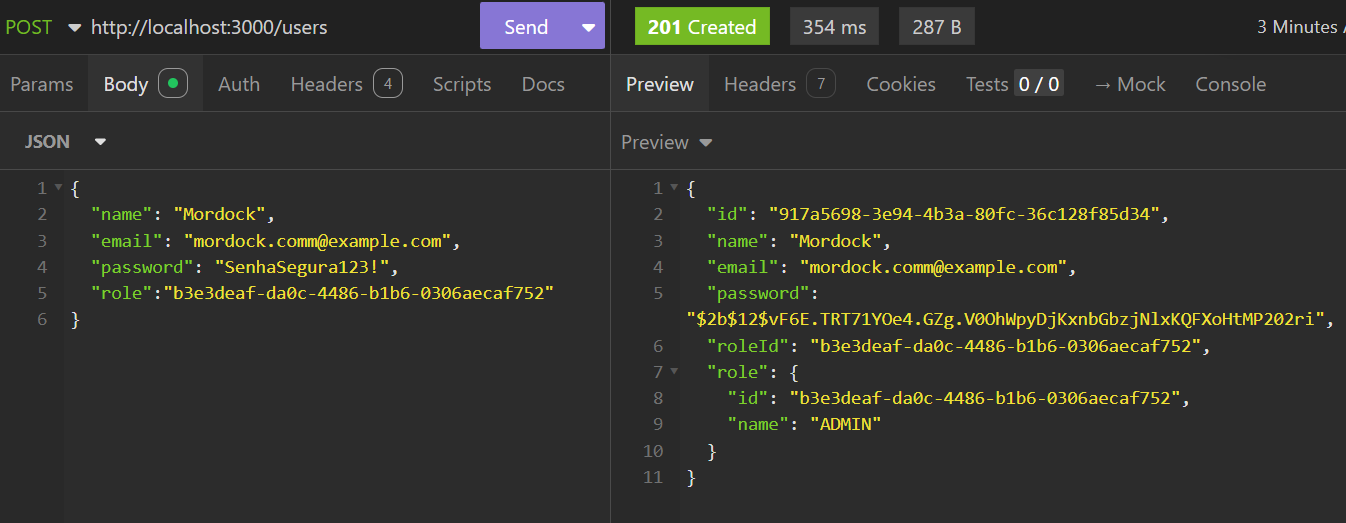 POST http://localhost:3000/users Send 201 Created 354 ms 287 B 3 Minutes
Params Body Auth Headers 4 Scripts Docs Preview Headers 7 Cookies Tests 0 / 0 → Mock Console
JSON Preview
1 {
2 "name": "Mordock",
3 "email": "mordock.comm@example.com",
4 "password": "SenhaSegura123!",
5 "role":"b3e3deaf-da0c-4486-b1b6-0306aecaf752"
6 }
1 {
2 "id": "917a5698-3e94-4b3a-80fc-36c128f85d34",
3 "name": "Mordock",
4 "email": "mordock.comm@example.com",
5 "password":
"$2b$12$vF6E.TRT71YOe4.GZg.V0OhWpyDjKxnbGbzjNlxKQFXoHtMP202ri",
6 "roleId": "b3e3deaf-da0c-4486-b1b6-0306aecaf752",
7 "role": {
8 "id": "b3e3deaf-da0c-4486-b1b6-0306aecaf752",
9 "name": "ADMIN"
10 }
11 }